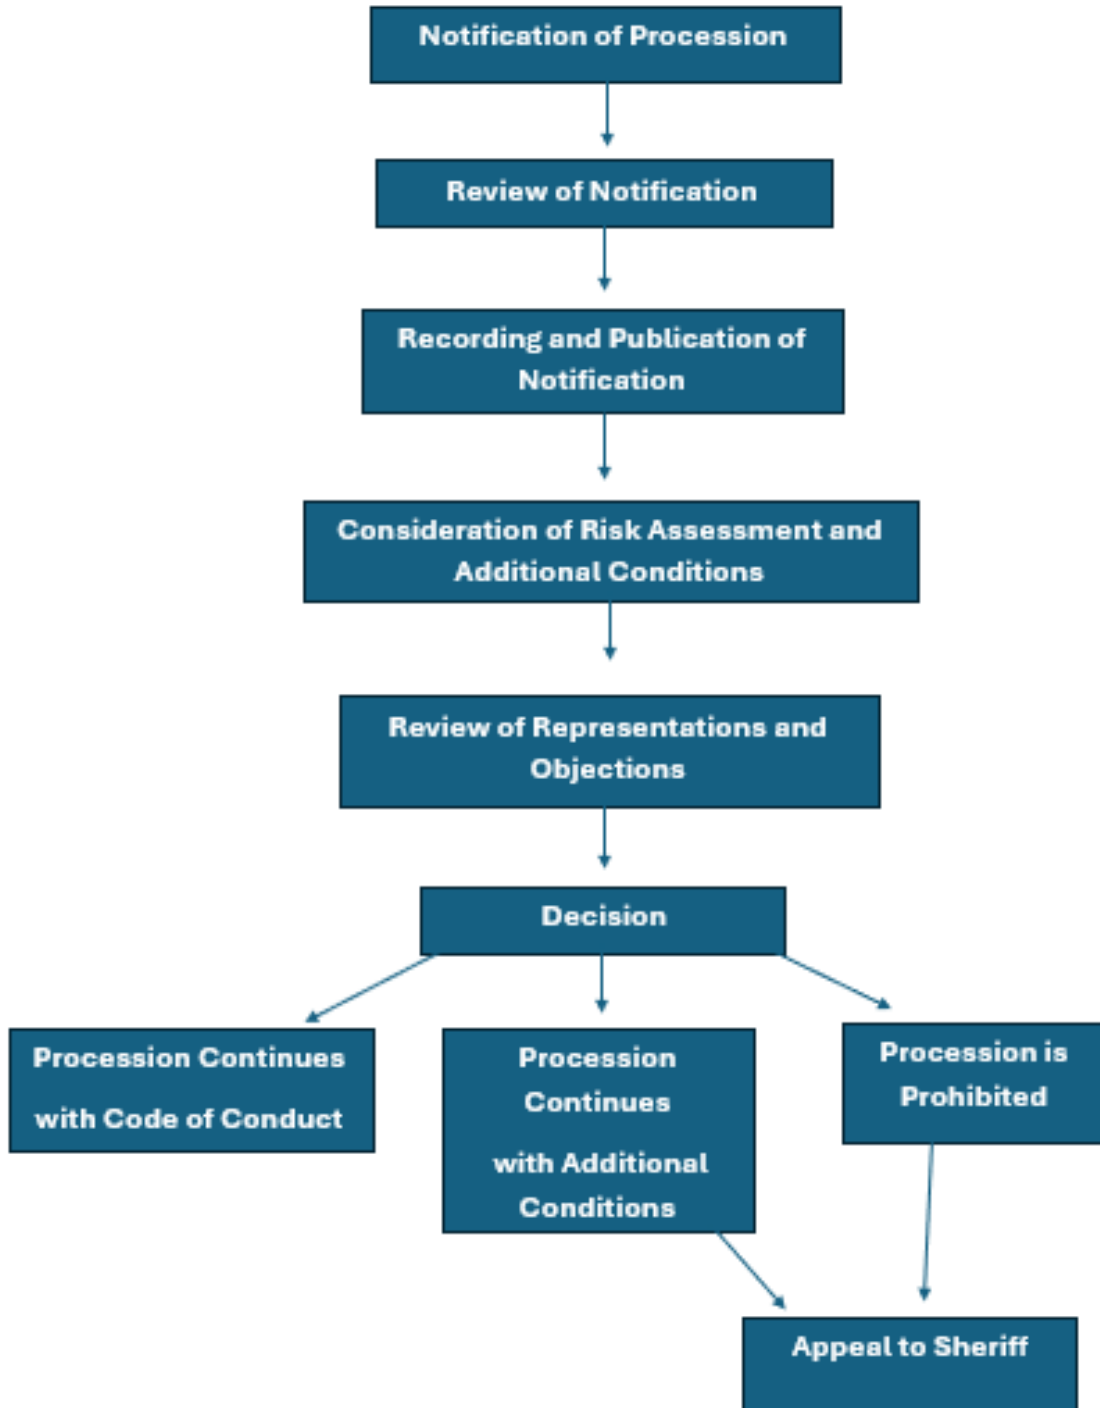 Notification of Procession
Review of Notification
Recording and Publication of
Notification
Consideration of Risk Assessment and
Additional Conditions
Review of Representations and
Objections
Decision
Procession Continues
with Code of Conduct
Procession
Continues
with Additional
Conditions
Procession is
Prohibited
Appeal to Sheriff